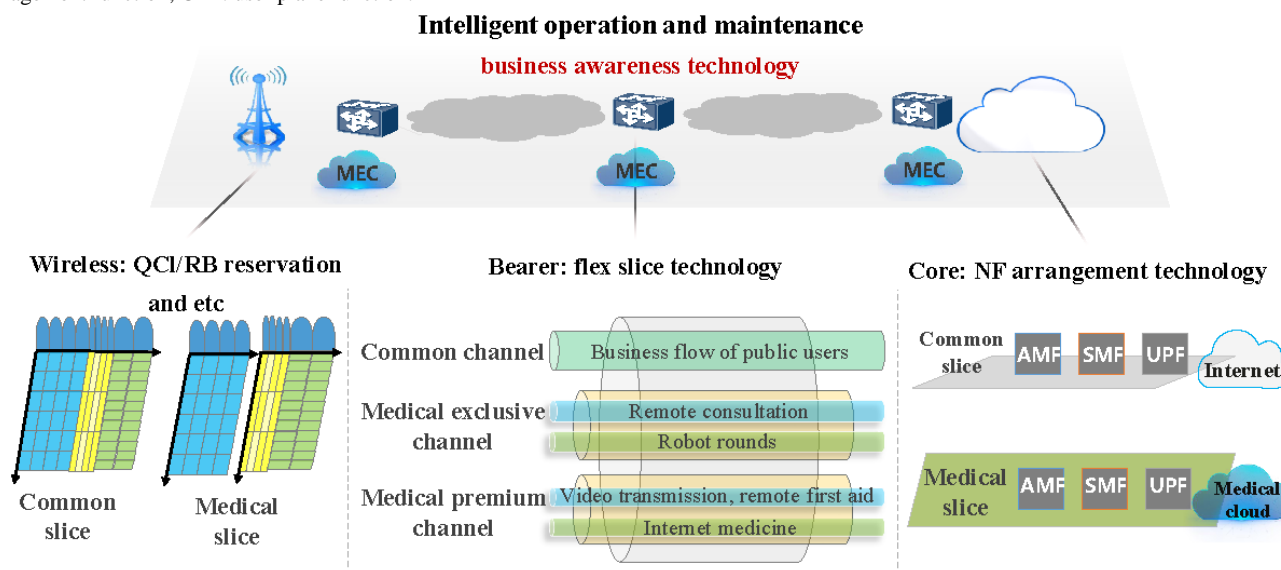 Intelligent operation and maintenance
business awareness technology
MEC
MEC
MEC
Wireless: QCI/RB reservation
and etc
Common
slice
Medical
slice
Bearer: flex slice technology
Common channel
Business flow of public users
Medical exclusive
channel
Remote consultation
Robot rounds
Medical premium
channel
Video transmission, remote first aid
Internet medicine
Core: NF arrangement technology
Common
slice
AMF
SMF
UPF
Internet
Medical
slice
AMF
SMF
UPF
Medical
cloud